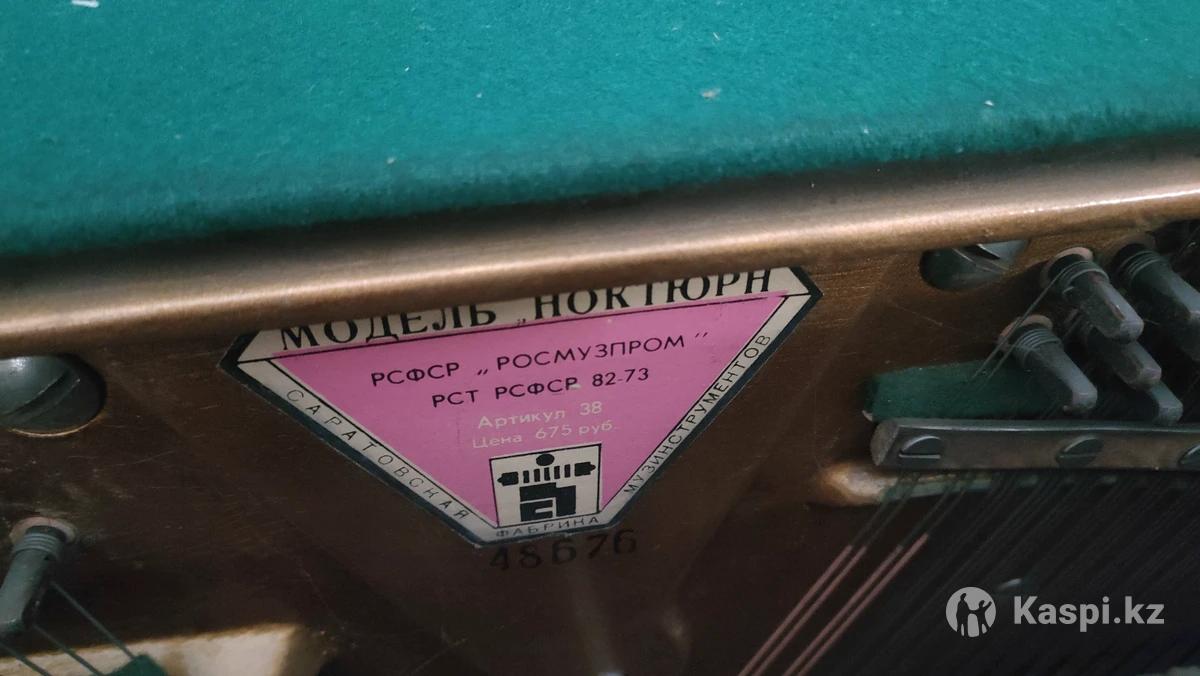 МОДЕЛЬ „НОКТЮРН
РСФСР „РОСМУЗПРОМ"
РСТ РСФСР 82-73
Артикул 38
Цена 675 руб.
САРАТОВСКАЯ
ФАБРИКА
МУЗИНСТРУМЕНТОВ
48676
Kaspi.kz